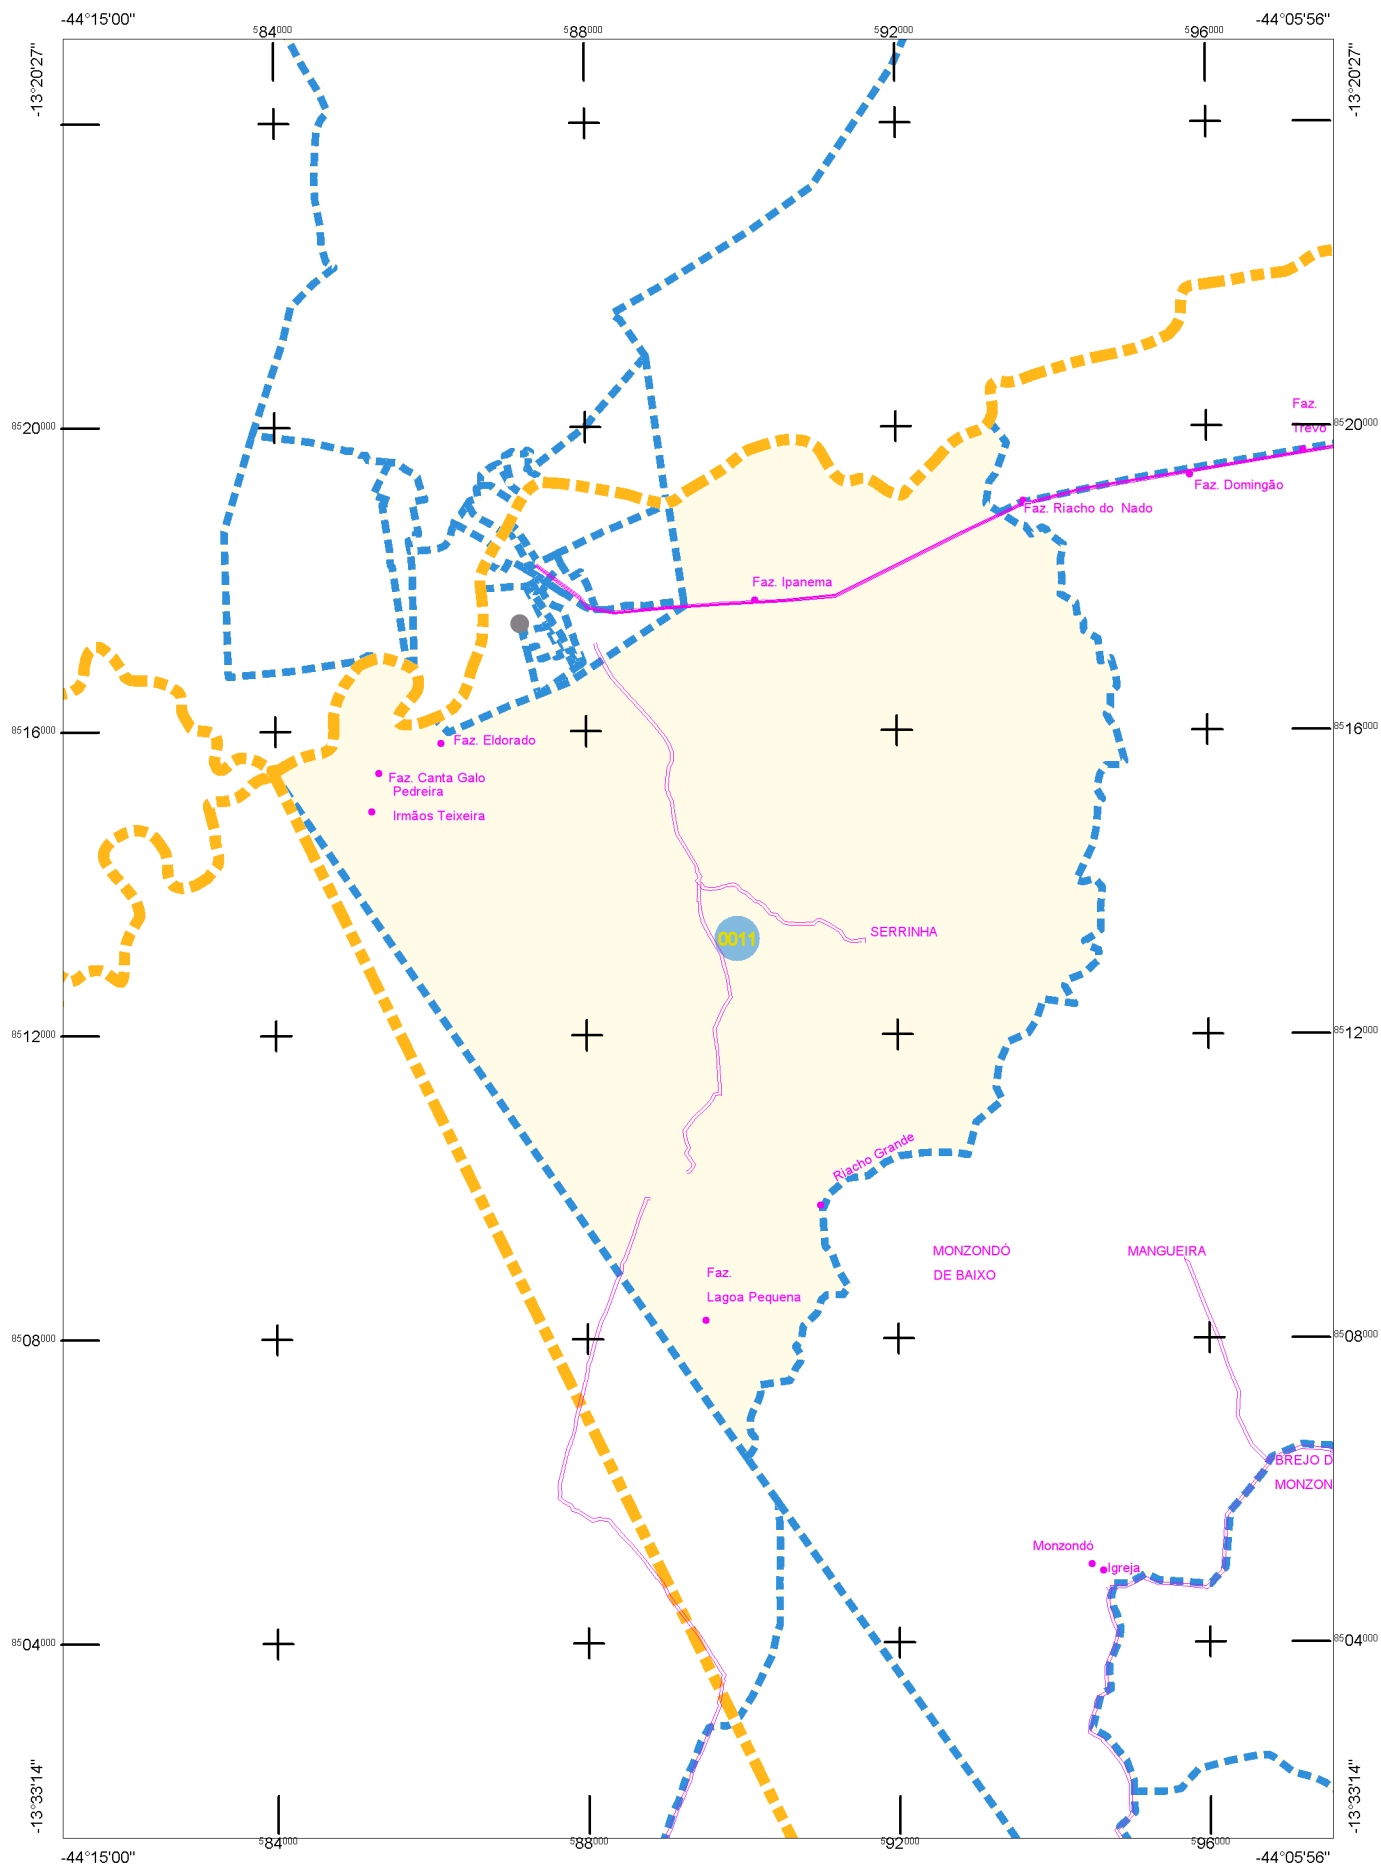 -44°15'00"
-44°05'56"
584000
588000
592000
596000
-13°20'27"
-13°20'27"
Faz.
Trevo
8520000
8520000
Faz. Domingão
Faz. Riacho do Nado
Faz. Ipanema
8516000
8516000
Faz. Eldorado
Faz. Canta Galo
Pedreira
Irmãos Teixeira
SERRINHA
0011
8512000
8512000
Riacho Grande
MONZONDÓ
DE BAIXO
MANGUEIRA
Faz.
Lagoa Pequena
8508000
8508000
BREJO D
MONZON
Monzondó
Igreja
8504000
8504000
-13°33'14"
-13°33'14"
584000
588000
592000
596000
-44°15'00"
-44°05'56"